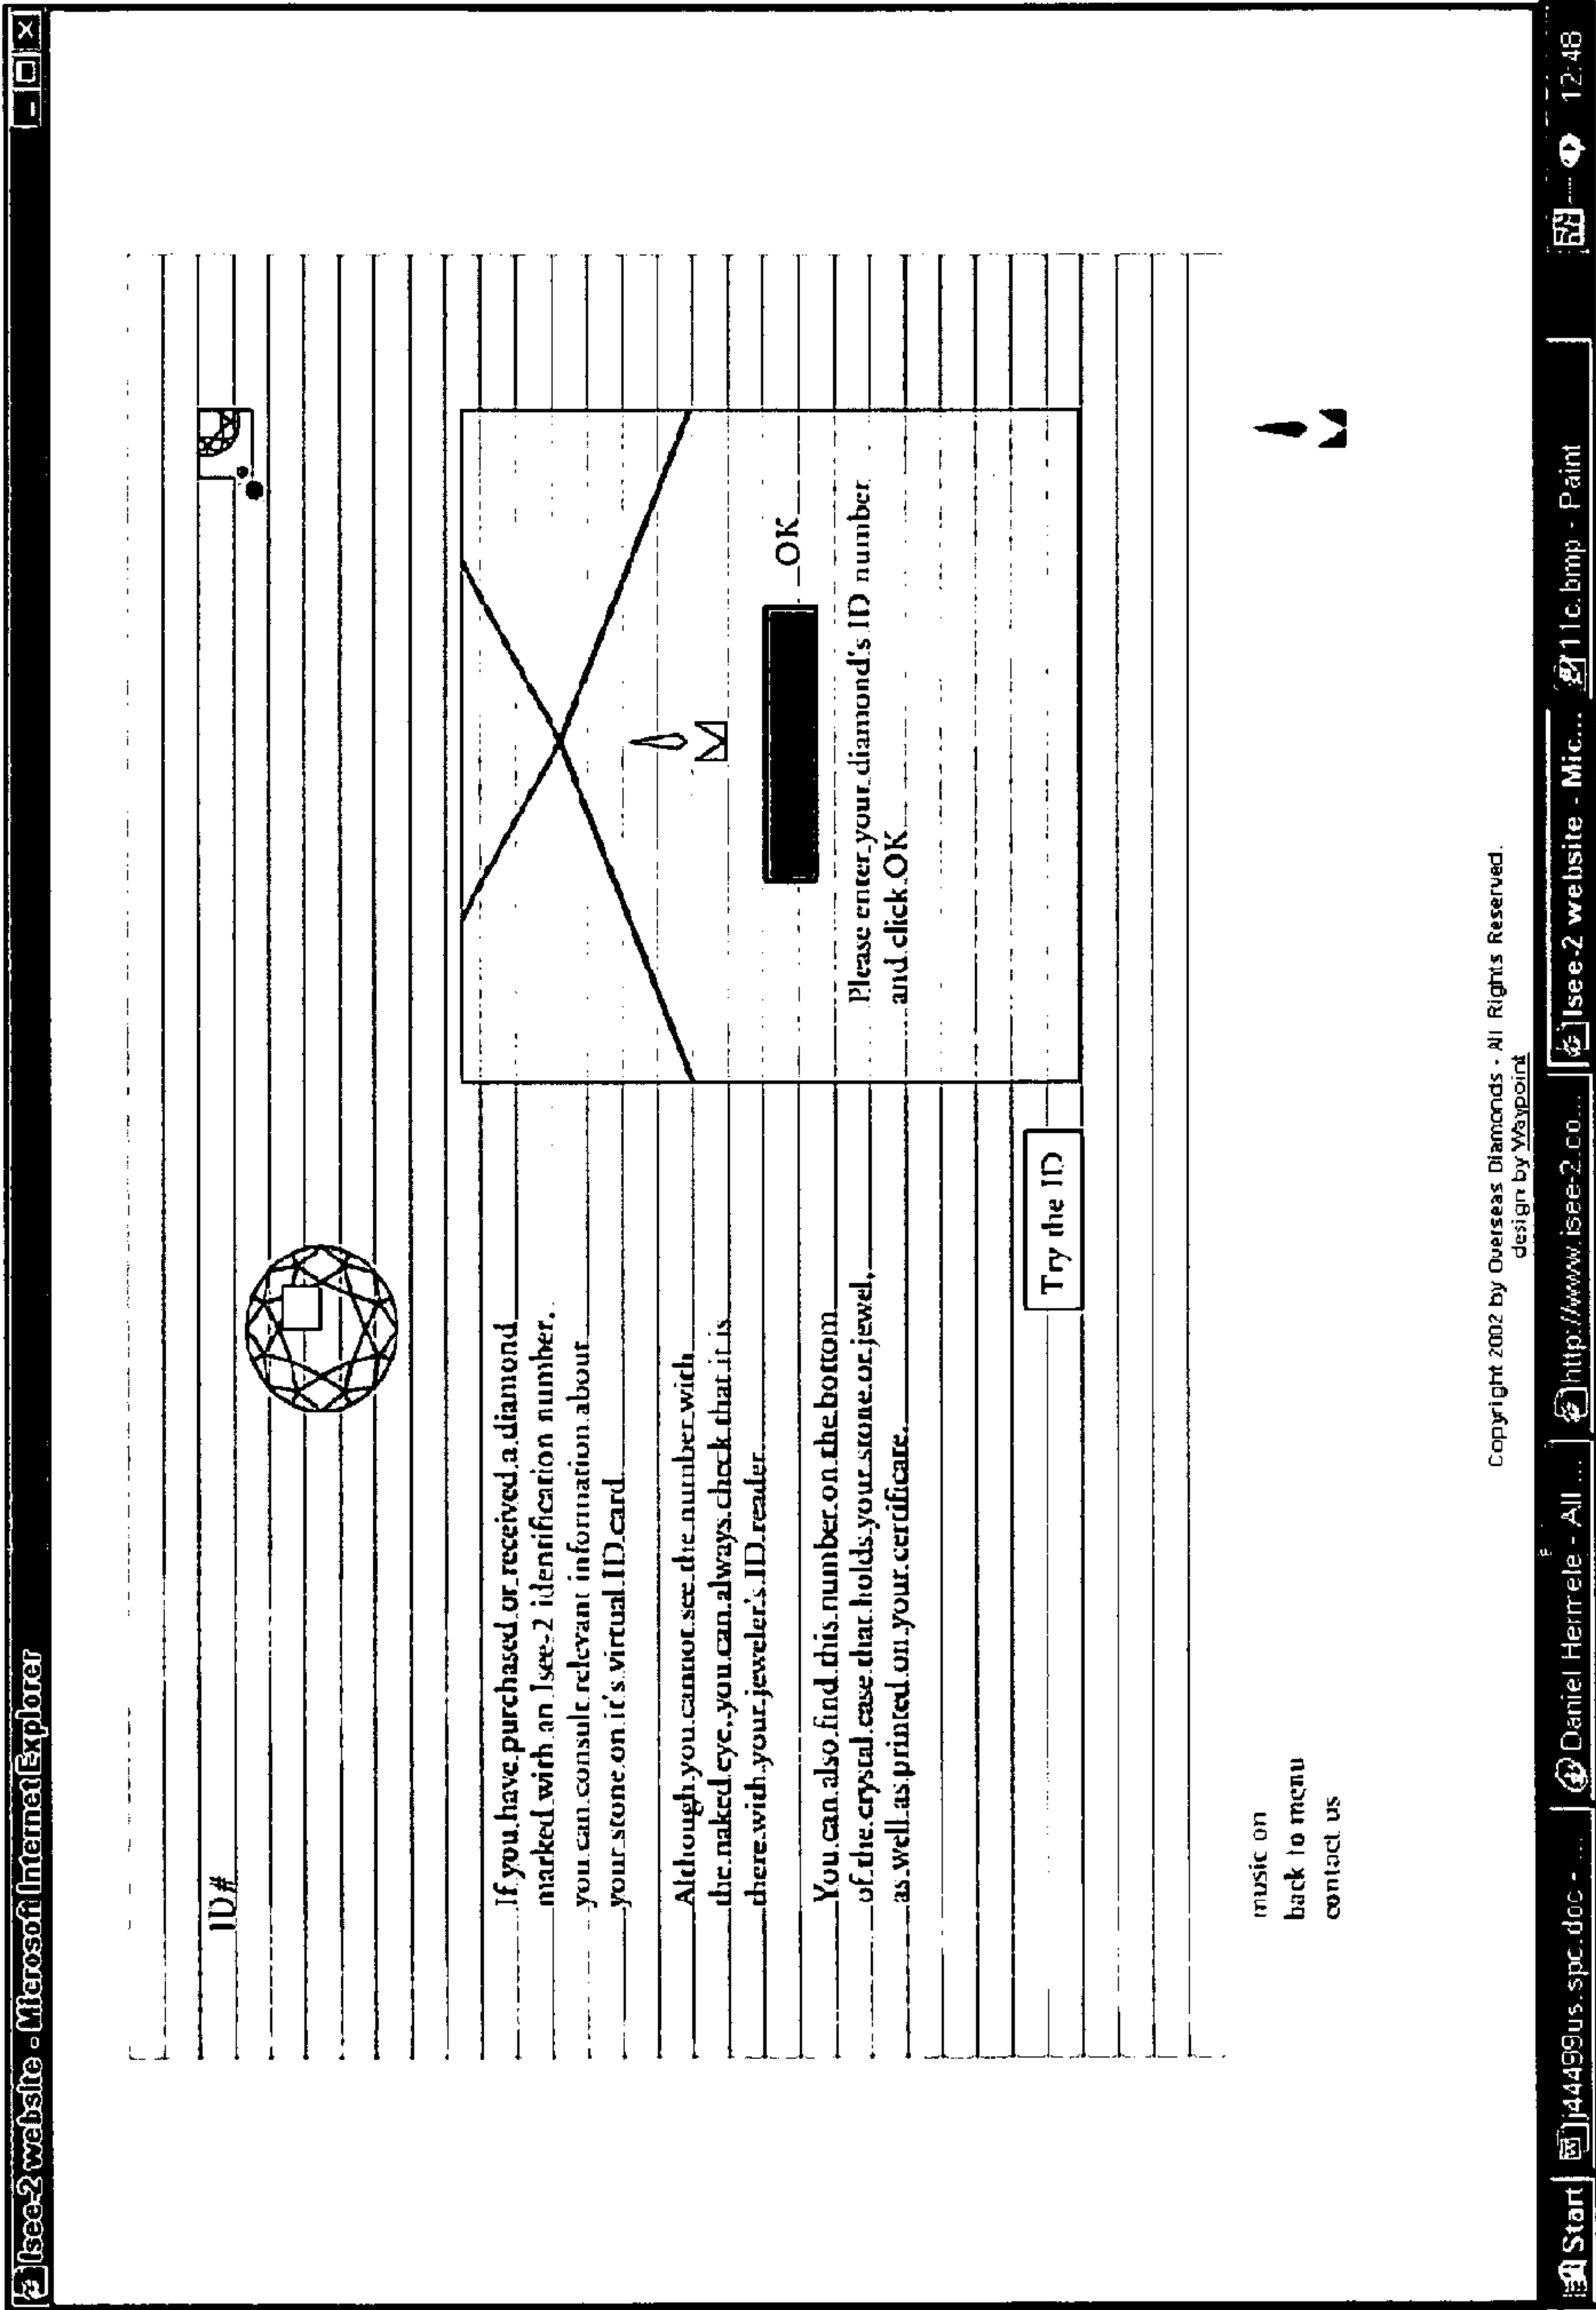 Isee-2 website - Microsoft Internet Explorer
ID#
If you have purchased or received a diamond
marked with an Isee-2 identification number,
you can consult relevant information about
your stone on it's virtual ID card
Although you cannot see the number with
the naked eye, you can always check that it is
there with your jeweler's ID reader
You can also find this number on the bottom
of the crystal case that holds your stone or jewel,
as well as printed on your certificate.
Try the ID
OK
Please enter your diamond's ID number
and click OK
music on
back to menu
contact us
Copyright 2002 by Overseas Diamonds - All Rights Reserved.
design by Waypoint
Start
j44499us.spc.doc - ...
Daniel Hermele - All ...
http://www.isee-2.co...
Isee-2 website - Mic...
11c.bmp - Paint
12:48